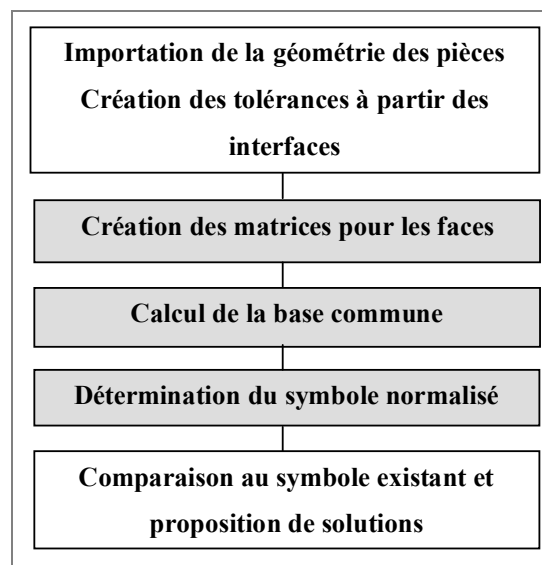 Importation de la géométrie des pièces
Création des tolérances à partir des
interfaces
Création des matrices pour les faces
Calcul de la base commune
Détermination du symbole normalisé
Comparaison au symbole existant et
proposition de solutions